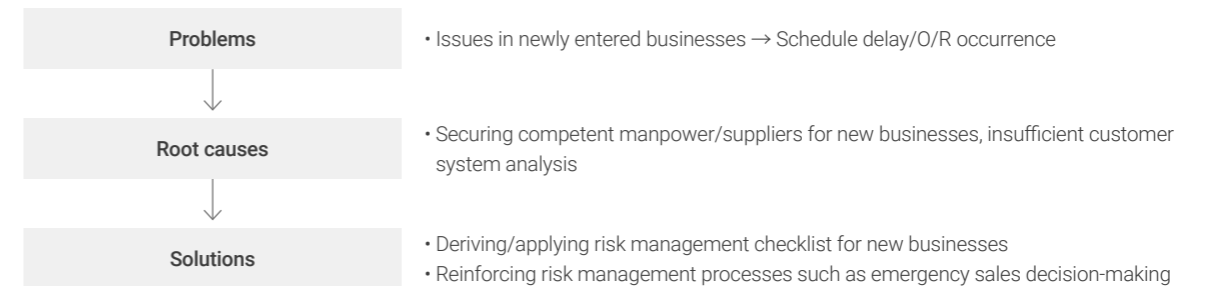 Problems
• Issues in newly entered businesses → Schedule delay/O/R occurrence
Root causes
• Securing competent manpower/suppliers for new businesses, insufficient customer
system analysis
Solutions
• Deriving/applying risk management checklist for new businesses
• Reinforcing risk management processes such as emergency sales decision-making